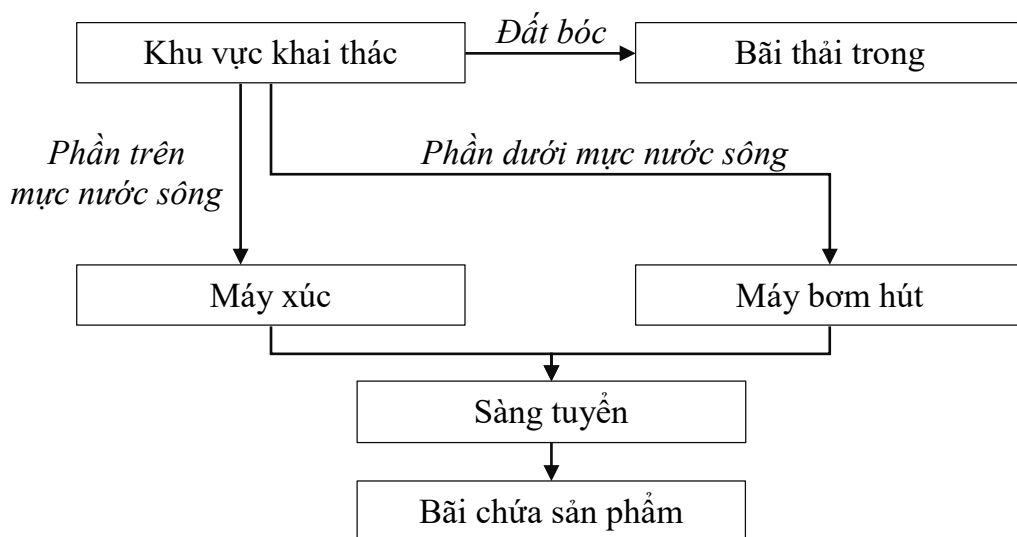 Khu vực khai thác
Đất bóc
Bãi thải trong
Phần trên
mực nước sông
Phần dưới mực nước sông
Máy xúc
Máy bơm hút
Sàng tuyển
Bãi chứa sản phẩm